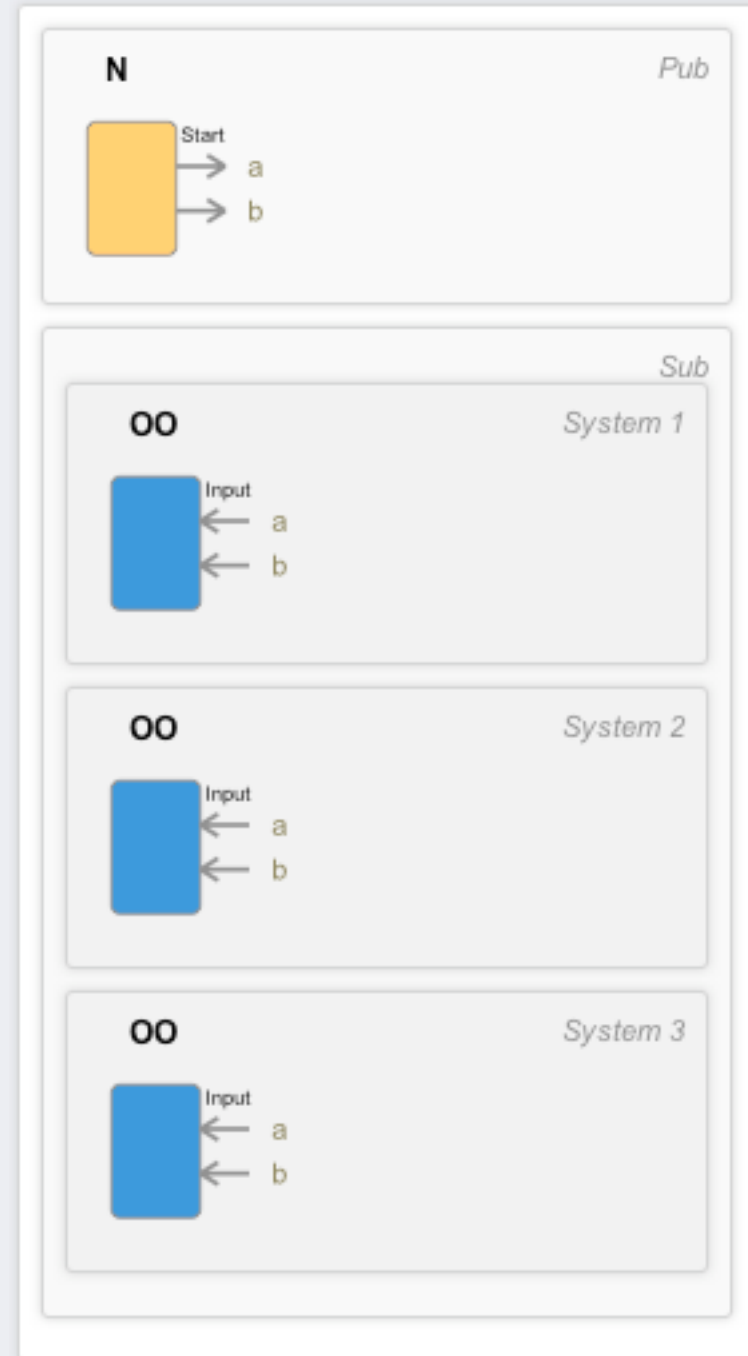 N
Pub
Start
a
b
Sub
OO
System 1
Input
a
b
OO
System 2
Input
a
b
OO
System 3
Input
a
b